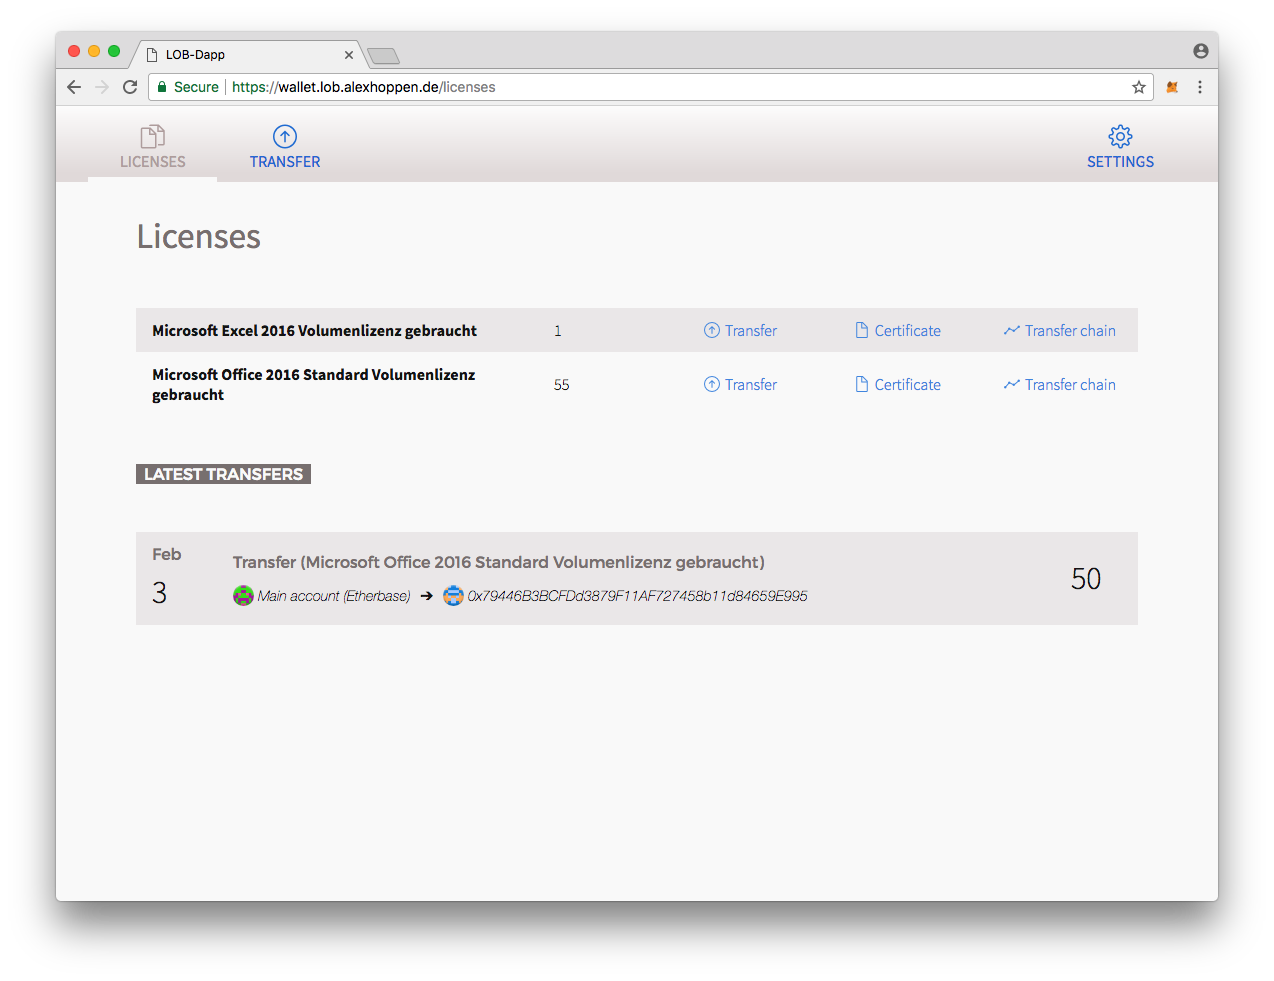 LOB-Dapp
Secure https://wallet.lob.alexhoppen.de/licenses
LICENSES TRANSFER SETTINGS
Licenses
Microsoft Excel 2016 Volumenlizenz gebraucht 1 Transfer Certificate Transfer chain
Microsoft Office 2016 Standard Volumenlizenz
gebraucht 55 Transfer Certificate Transfer chain
LATEST TRANSFERS
Feb
3
Transfer (Microsoft Office 2016 Standard Volumenlizenz gebraucht)
Main account (Etherbase) ➔ 0x79446B3BCFDd3879F11AF727458b11d84659E995
50